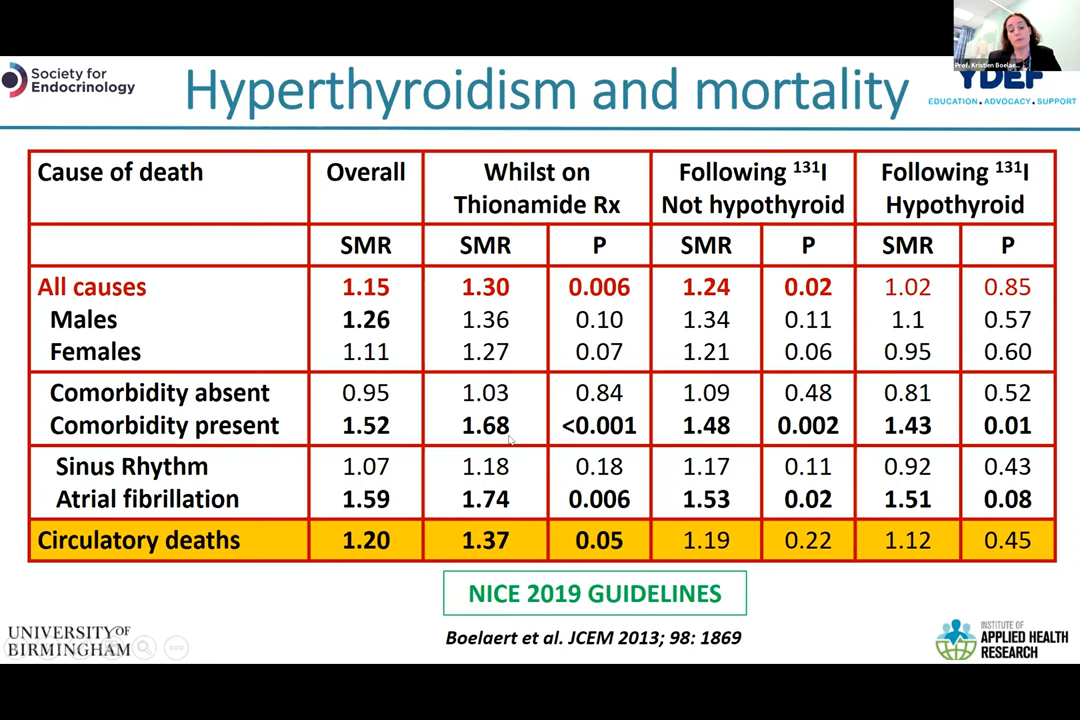 Prof. Kristien Boelae...
Society for
Endocrinology
Hyperthyroidism and mortality
YDEF
EDUCATION.ADVOCACY.SUPPORT
Cause of death Overall Whilst on Thionamide Rx Following 131I Not hypothyroid Following 131I Hypothyroid
SMR SMR P SMR P SMR P
All causes 1.15 1.30 0.006 1.24 0.02 1.02 0.85
Males 1.26 1.36 0.10 1.34 0.11 1.1 0.57
Females 1.11 1.27 0.07 1.21 0.06 0.95 0.60
Comorbidity absent 0.95 1.03 0.84 1.09 0.48 0.81 0.52
Comorbidity present 1.52 1.68 <0.001 1.48 0.002 1.43 0.01
Sinus Rhythm 1.07 1.18 0.18 1.17 0.11 0.92 0.43
Atrial fibrillation 1.59 1.74 0.006 1.53 0.02 1.51 0.08
Circulatory deaths 1.20 1.37 0.05 1.19 0.22 1.12 0.45
NICE 2019 GUIDELINES
Boelaert et al. JCEM 2013; 98: 1869
UNIVERSITY OF
BIRMINGHAM
INSTITUTE OF
APPLIED HEALTH
RESEARCH